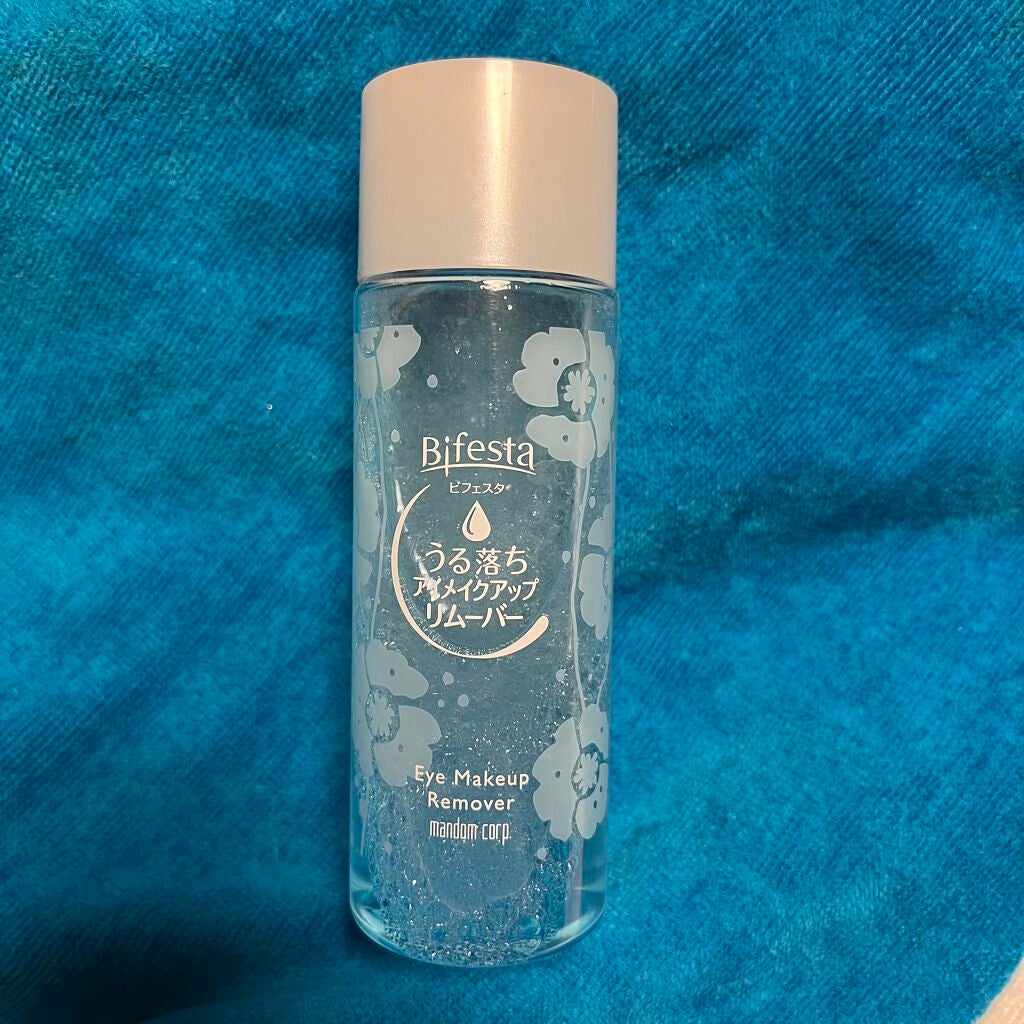 Bifesta
ビフェスタ
うる落ち
アイメイクアップ
リムーバー
Eye Makeup
Remover
mandom corp.